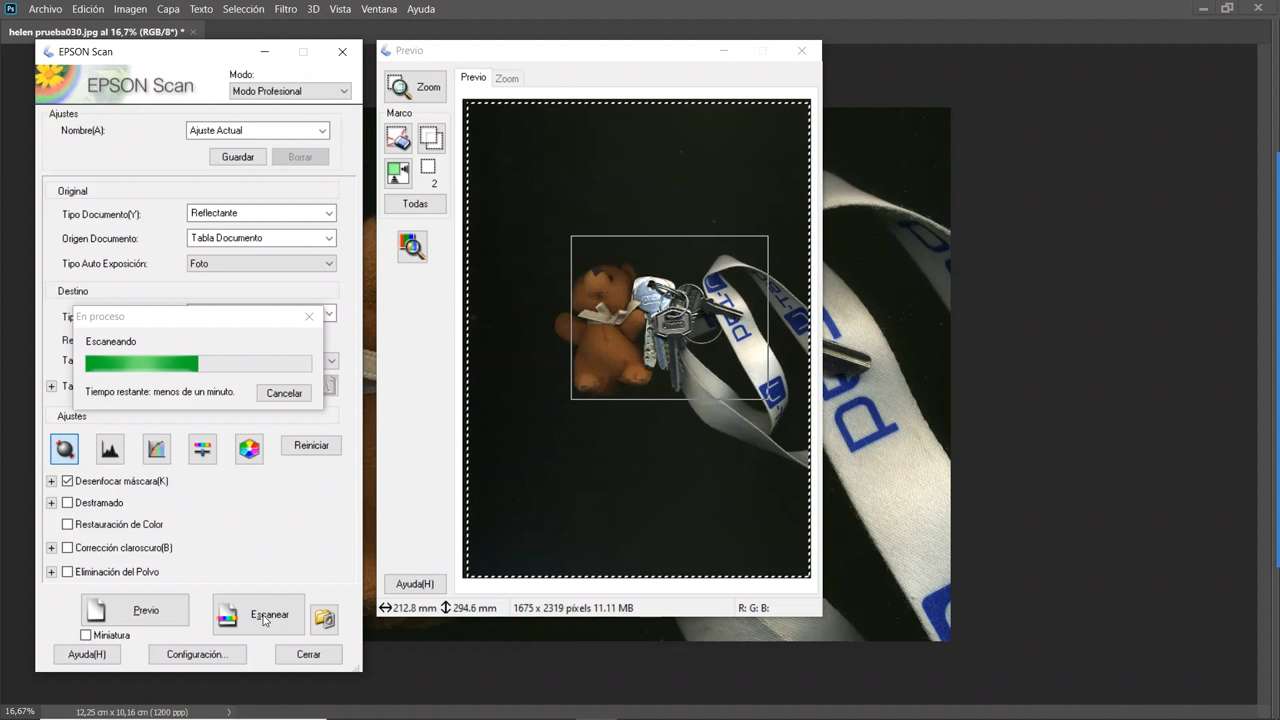 Ps Archivo Edición Imagen Capa Texto Selección Filtro 3D Vista Ventana Ayuda
helen prueba030.jpg al 16,7% (RGB/8*) *
EPSON Scan
EPSON Scan
Modo:
Modo Profesional
Ajustes
Nombre(A):
Ajuste Actual
Guardar
Borrar
Original
Tipo Documento(Y):
Reflectante
Origen Documento:
Tabla Documento
Tipo Auto Exposición:
Foto
Destino
En proceso
Escaneando
Tiempo restante: menos de un minuto.
Cancelar
Ajustes
Reiniciar
Desenfocar máscara(K)
Destramado
Restauración de Color
Corrección claroscuro(B)
Eliminación del Polvo
Previo
Escanear
Miniatura
Ayuda(H)
Configuración...
Cerrar
Previo
Zoom
Previo
Zoom
Marco
2
Todas
Ayuda(H)
212.8 mm
294.6 mm
1675 x 2319 píxels 11.11 MB
R: G: B:
16,67%
12,25 cm x 10,16 cm (1200 ppp)